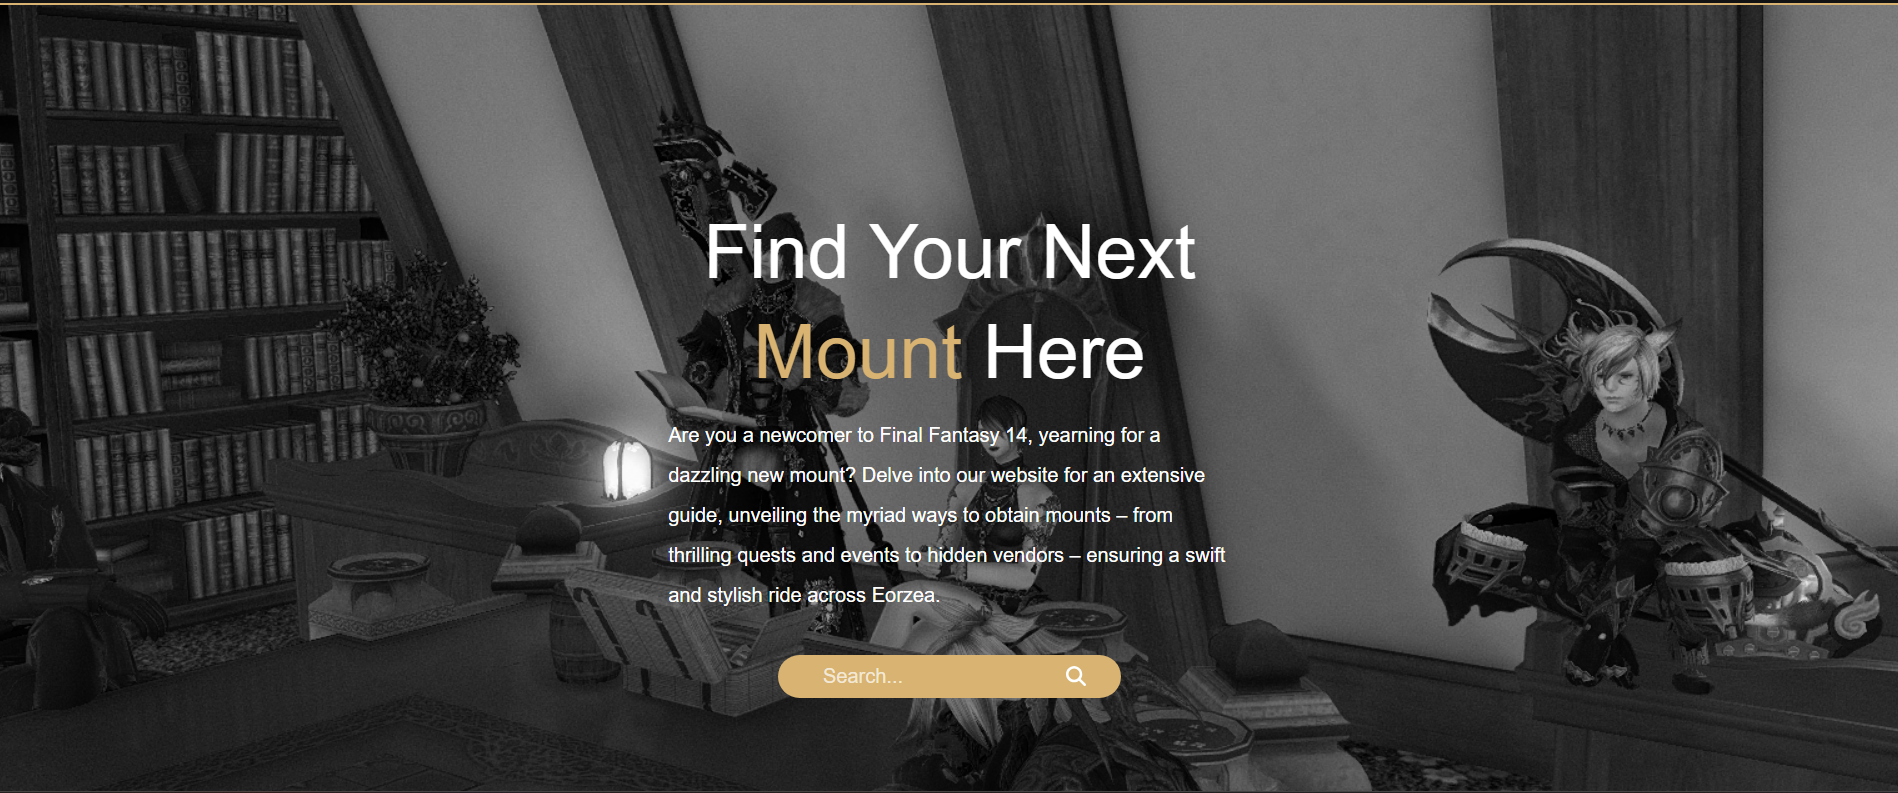 Find Your Next
Mount Here
Are you a newcomer to Final Fantasy 14, yearning for a
dazzling new mount? Delve into our website for an extensive
guide, unveiling the myriad ways to obtain mounts – from
thrilling quests and events to hidden vendors – ensuring a swift
and stylish ride across Eorzea.
Search...